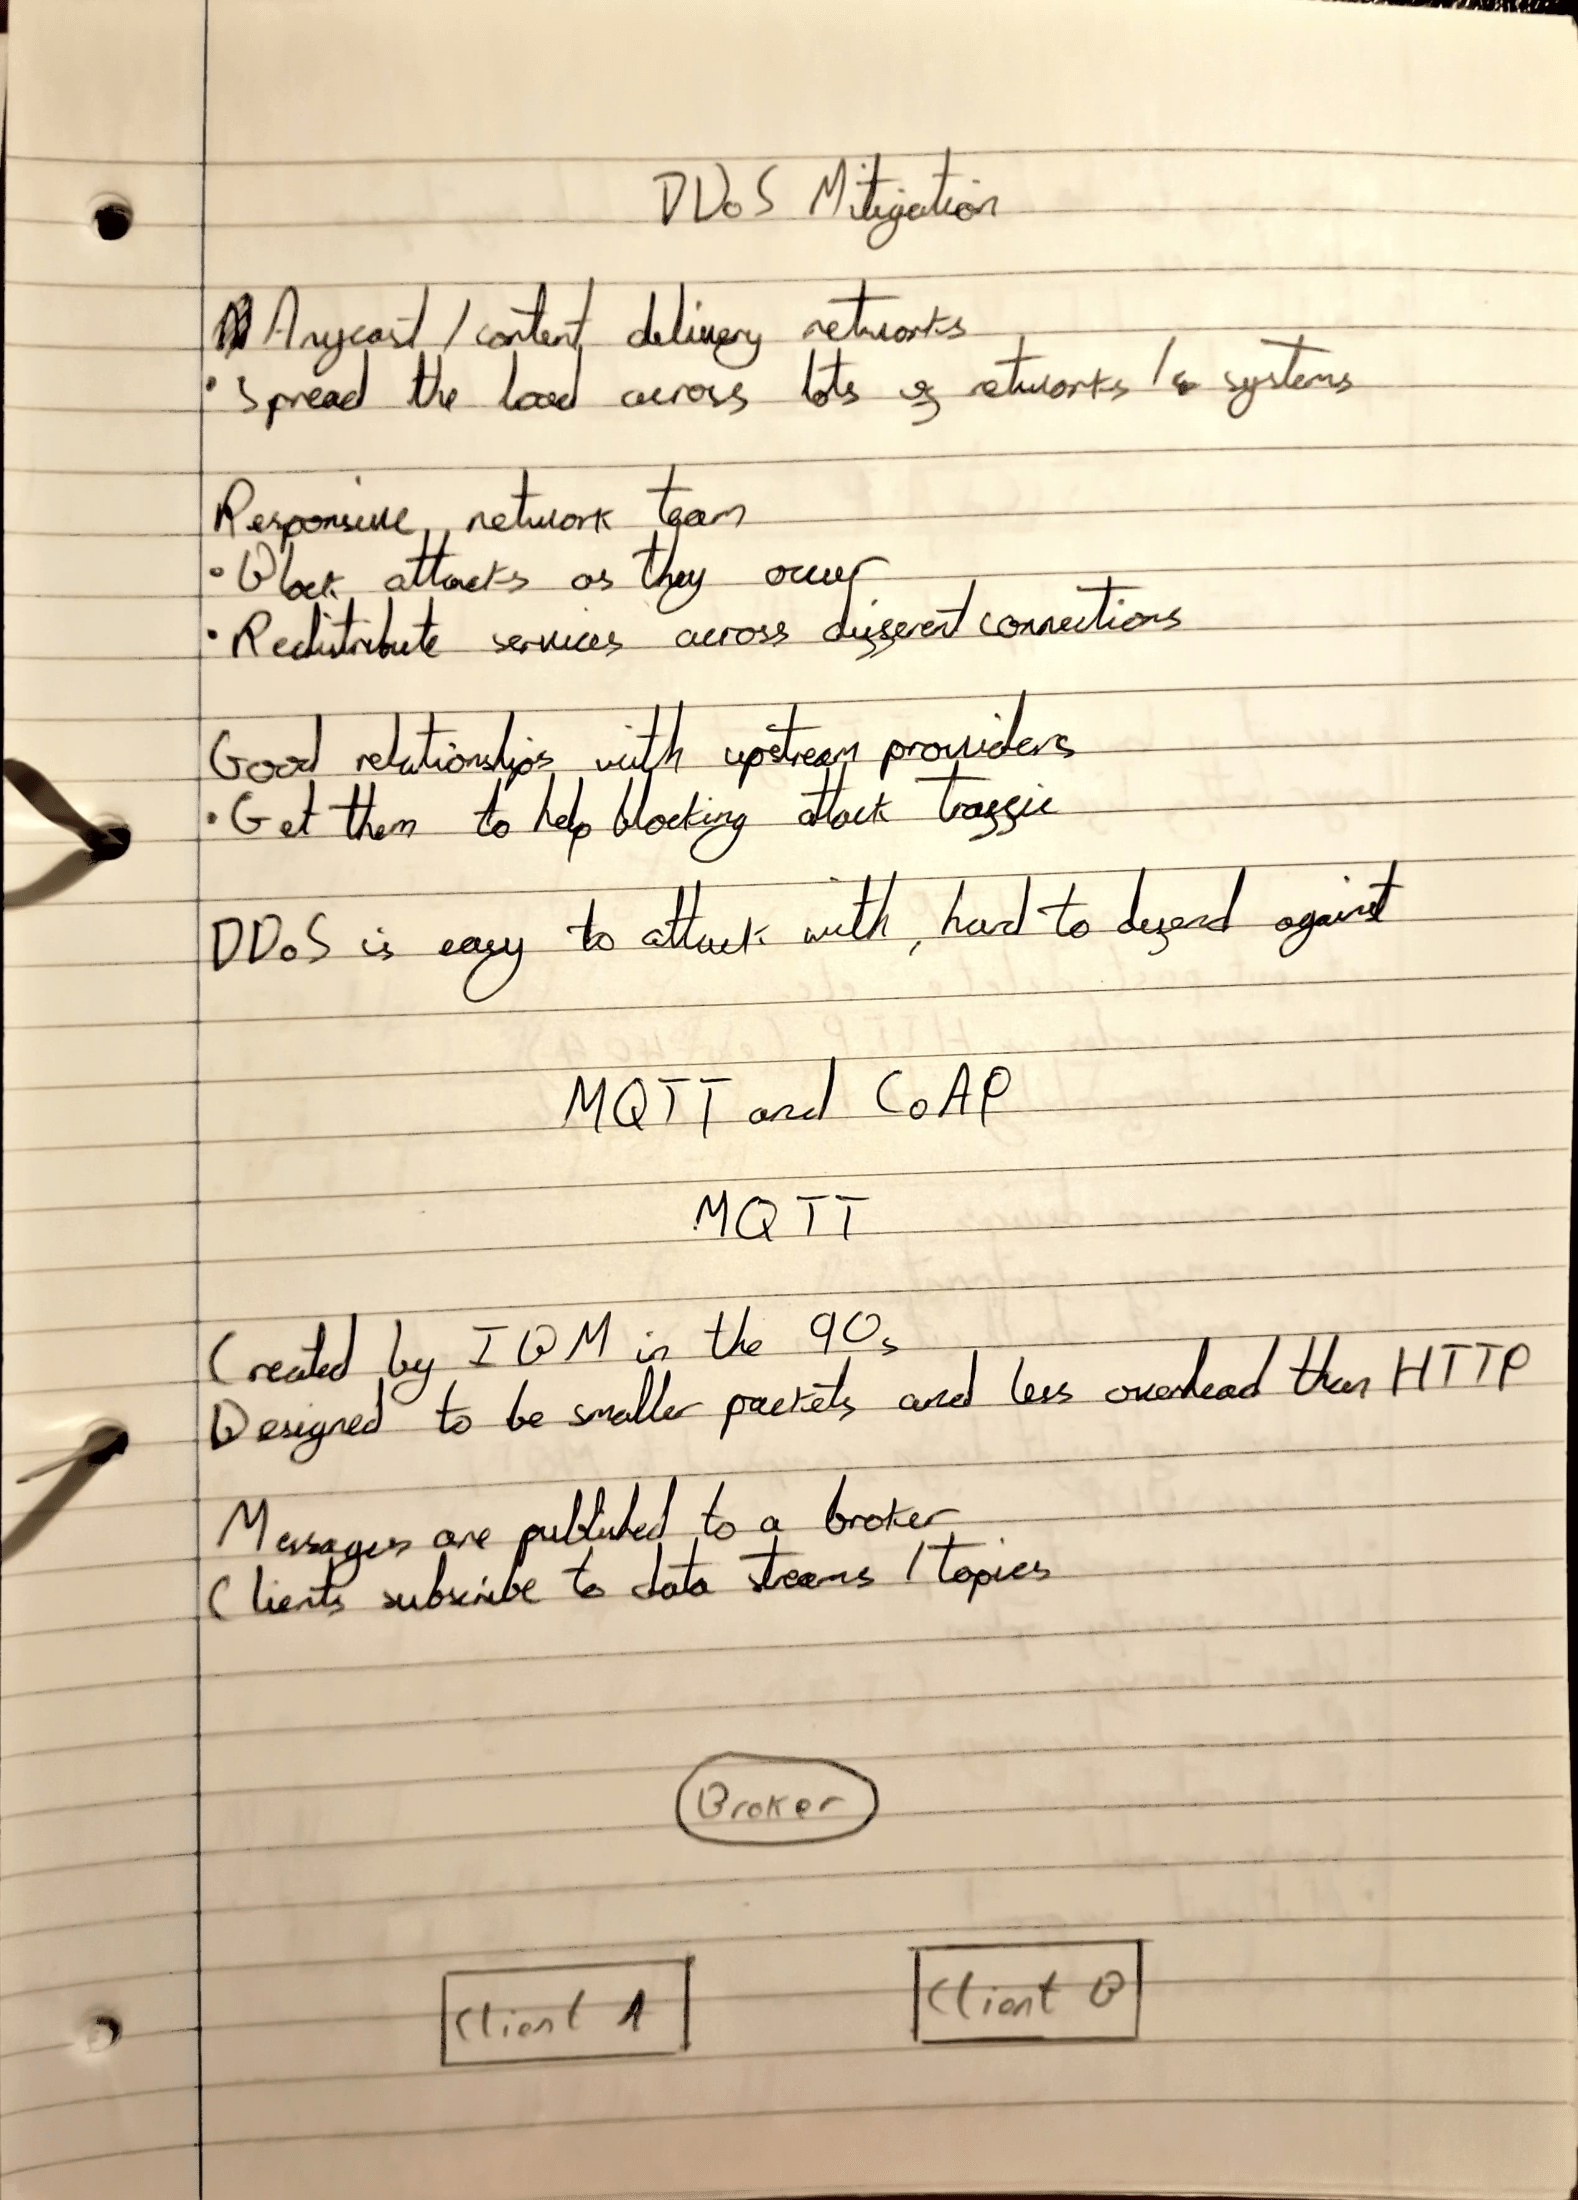 DDoS Mitigation
Anycast / content delivery networks
• Spread the load across lots of networks / systems
Responsive network team
• Block attacks as they occur
• Redistribute services across different connections
Good relationships with upstream providers
• Get them to help blocking attack traffic
DDoS is easy to attack with, hard to defend against
MQTT and CoAP
MQTT
Created by IBM in the 90s
Designed to be smaller packets and less overhead than HTTP
Messages are published to a broker
Clients subscribe to data streams / topics
Broker
Client A
Client B